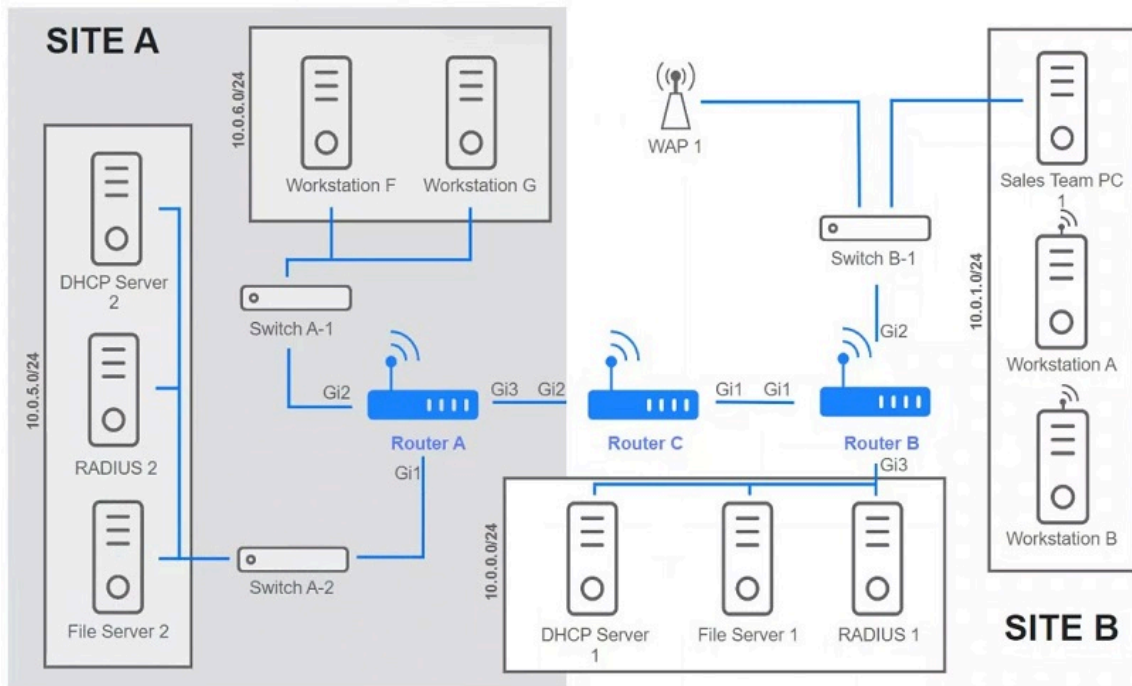 SITE A
10.0.6.0/24
Workstation F
Workstation G
WAP 1
Sales Team PC
1
10.0.5.0/24
DHCP Server
2
Switch A-1
Switch B-1
10.0.1.0/24
Gi2
Workstation A
Gi2
Gi3
Gi2
Gi1
Gi1
Router A
Router C
Router B
RADIUS 2
Gi1
Gi3
Workstation B
10.0.0.0/24
Switch A-2
File Server 2
DHCP Server
1
File Server 1
RADIUS 1
SITE B